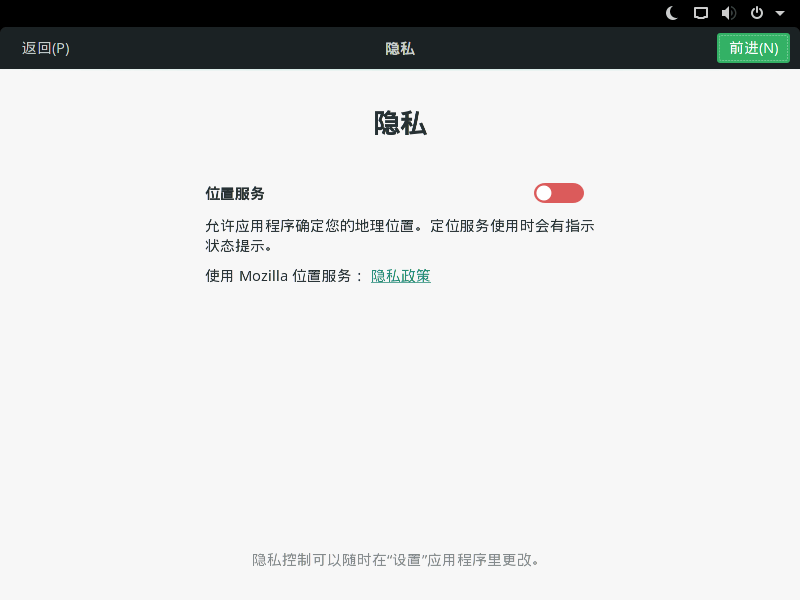 返回(P)
隐私
前进(N)
隐私
位置服务
允许应用程序确定您的地理位置。定位服务使用时会有指示
状态提示。
使用 Mozilla 位置服务： 隐私政策
隐私控制可以随时在“设置”应用程序里更改。